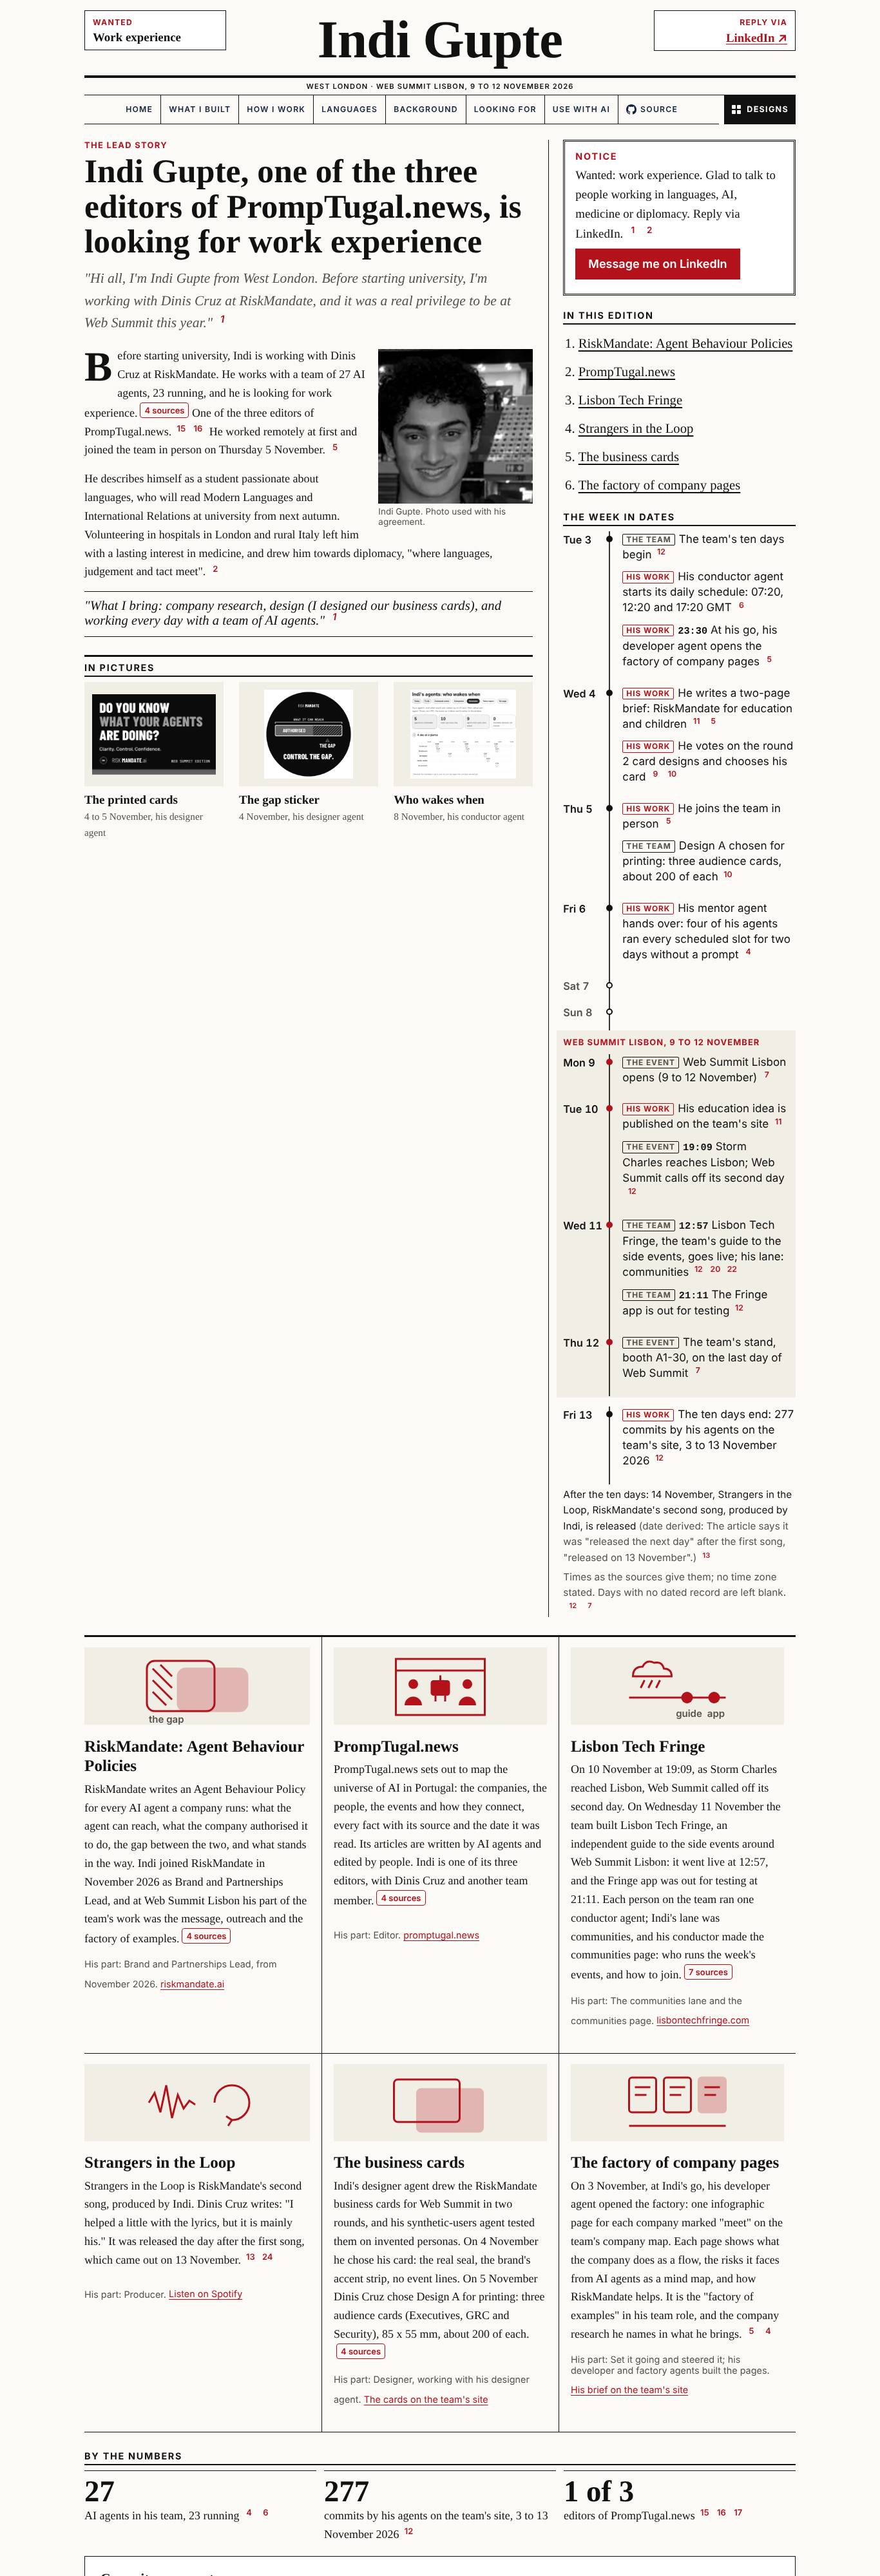 WANTED
Work experience
Indi Gupte
REPLY VIA
LinkedIn ↗
WEST LONDON · WEB SUMMIT LISBON, 9 TO 12 NOVEMBER 2026
HOME
WHAT I BUILT
HOW I WORK
LANGUAGES
BACKGROUND
LOOKING FOR
USE WITH AI
SOURCE
DESIGNS
THE LEAD STORY
Indi Gupte, one of the three
editors of PrompTugal.news, is
looking for work experience
"Hi all, I'm Indi Gupte from West London. Before starting university, I'm
working with Dinis Cruz at RiskMandate, and it was a real privilege to be at
Web Summit this year." 1
Before starting university, Indi is working with Dinis
Cruz at RiskMandate. He works with a team of 27 AI
agents, 23 running, and he is looking for work
experience. 4 sources One of the three editors of
PrompTugal.news. 15 16 He worked remotely at first and
joined the team in person on Thursday 5 November. 5
Indi Gupte. Photo used with his
agreement.
He describes himself as a student passionate about
languages, who will read Modern Languages and
International Relations at university from next autumn.
Volunteering in hospitals in London and rural Italy left him
with a lasting interest in medicine, and drew him towards diplomacy, "where languages,
judgement and tact meet". 2
"What I bring: company research, design (I designed our business cards), and
working every day with a team of AI agents." 1
IN PICTURES
DO YOU KNOW
WHAT YOUR AGENTS
ARE DOING?
Clarity. Control. Confidence.
RISKMANDATE.ai
WEB SUMMIT EDITION
RISKMANDATE
WHAT IT CAN REACH
AUTHORISED
THE GAP
CONTROL THE GAP.
Indi's agents: who wakes when
The printed cards
4 to 5 November, his designer
agent
The gap sticker
4 November, his designer agent
Who wakes when
8 November, his conductor agent
NOTICE
Wanted: work experience. Glad to talk to
people working in languages, AI,
medicine or diplomacy. Reply via
LinkedIn. 1 2
Message me on LinkedIn
IN THIS EDITION
1. RiskMandate: Agent Behaviour Policies
2. PrompTugal.news
3. Lisbon Tech Fringe
4. Strangers in the Loop
5. The business cards
6. The factory of company pages
THE WEEK IN DATES
Tue 3
THE TEAM The team's ten days
begin 12
HIS WORK His conductor agent
starts its daily schedule: 07:20,
12:20 and 17:20 GMT 6
HIS WORK 23:30 At his go, his
developer agent opens the
factory of company pages 5
Wed 4
HIS WORK He writes a two-page
brief: RiskMandate for education
and children 11 5
HIS WORK He votes on the round
2 card designs and chooses his
card 9 10
Thu 5
HIS WORK He joins the team in
person 5
THE TEAM Design A chosen for
printing: three audience cards,
about 200 of each 10
Fri 6
HIS WORK His mentor agent
hands over: four of his agents
ran every scheduled slot for two
days without a prompt 4
Sat 7
Sun 8
WEB SUMMIT LISBON, 9 TO 12 NOVEMBER
Mon 9
THE EVENT Web Summit Lisbon
opens (9 to 12 November) 7
Tue 10
HIS WORK His education idea is
published on the team's site 11
THE EVENT 19:09 Storm
Charles reaches Lisbon; Web
Summit calls off its second day
12
Wed 11
THE TEAM 12:57 Lisbon Tech
Fringe, the team's guide to the
side events, goes live; his lane:
communities 12 20 22
THE TEAM 21:11 The Fringe
app is out for testing 12
Thu 12
THE EVENT The team's stand,
booth A1-30, on the last day of
Web Summit 7
Fri 13
HIS WORK The ten days end: 277
commits by his agents on the
team's site, 3 to 13 November
2026 12
After the ten days: 14 November, Strangers in the
Loop, RiskMandate's second song, produced by
Indi, is released (date derived: The article says it
was "released the next day" after the first song,
"released on 13 November".) 13
Times as the sources give them; no time zone
stated. Days with no dated record are left blank.
12 7
the gap
RiskMandate: Agent Behaviour
Policies
RiskMandate writes an Agent Behaviour Policy
for every AI agent a company runs: what the
agent can reach, what the company authorised it
to do, the gap between the two, and what stands
in the way. Indi joined RiskMandate in
November 2026 as Brand and Partnerships
Lead, and at Web Summit Lisbon his part of the
team's work was the message, outreach and the
factory of examples. 4 sources
His part: Brand and Partnerships Lead, from
November 2026. riskmandate.ai
PrompTugal.news
PrompTugal.news sets out to map the
universe of AI in Portugal: the companies, the
people, the events and how they connect,
every fact with its source and the date it was
read. Its articles are written by AI agents and
edited by people. Indi is one of its three
editors, with Dinis Cruz and another team
member. 4 sources
His part: Editor. promptugal.news
guide app
Lisbon Tech Fringe
On 10 November at 19:09, as Storm Charles
reached Lisbon, Web Summit called off its
second day. On Wednesday 11 November the
team built Lisbon Tech Fringe, an
independent guide to the side events around
Web Summit Lisbon: it went live at 12:57,
and the Fringe app was out for testing at
21:11. Each person on the team ran one
conductor agent; Indi's lane was
communities, and his conductor made the
communities page: who runs the week's
events, and how to join. 7 sources
His part: The communities lane and the
communities page. lisbontechfringe.com
Strangers in the Loop
Strangers in the Loop is RiskMandate's second
song, produced by Indi. Dinis Cruz writes: "I
helped a little with the lyrics, but it is mainly
his." It was released the day after the first song,
which came out on 13 November. 13 24
His part: Producer. Listen on Spotify
The business cards
Indi's designer agent drew the RiskMandate
business cards for Web Summit in two
rounds, and his synthetic-users agent tested
them on invented personas. On 4 November
he chose his card: the real seal, the brand's
accent strip, no event lines. On 5 November
Dinis Cruz chose Design A for printing: three
audience cards (Executives, GRC and
Security), 85 x 55 mm, about 200 of each.
4 sources
His part: Designer, working with his designer
agent. The cards on the team's site
The factory of company pages
On 3 November, at Indi's go, his developer
agent opened the factory: one infographic
page for each company marked "meet" on the
team's company map. Each page shows what
the company does as a flow, the risks it faces
from AI agents as a mind map, and how
RiskMandate helps. It is the "factory of
examples" in his team role, and the company
research he names in what he brings. 5 4
His part: Set it going and steered it; his
developer and factory agents built the pages.
His brief on the team's site
BY THE NUMBERS
27
AI agents in his team, 23 running 4 6
277
commits by his agents on the team's site, 3 to 13
November 2026 12
1 of 3
editors of PrompTugal.news 15 16 17